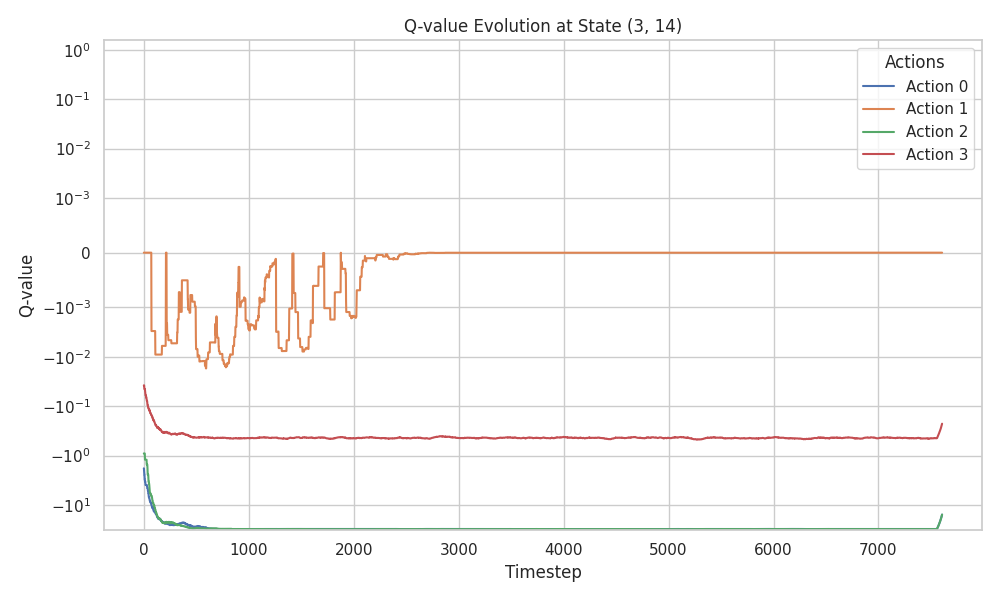 Q-value Evolution at State (3, 14)
Q-value
10⁰
10⁻¹
10⁻²
10⁻³
0
−10⁻³
−10⁻²
−10⁻¹
−10⁰
−10¹
Actions
Action 0
Action 1
Action 2
Action 3
0 1000 2000 3000 4000 5000 6000 7000
Timestep